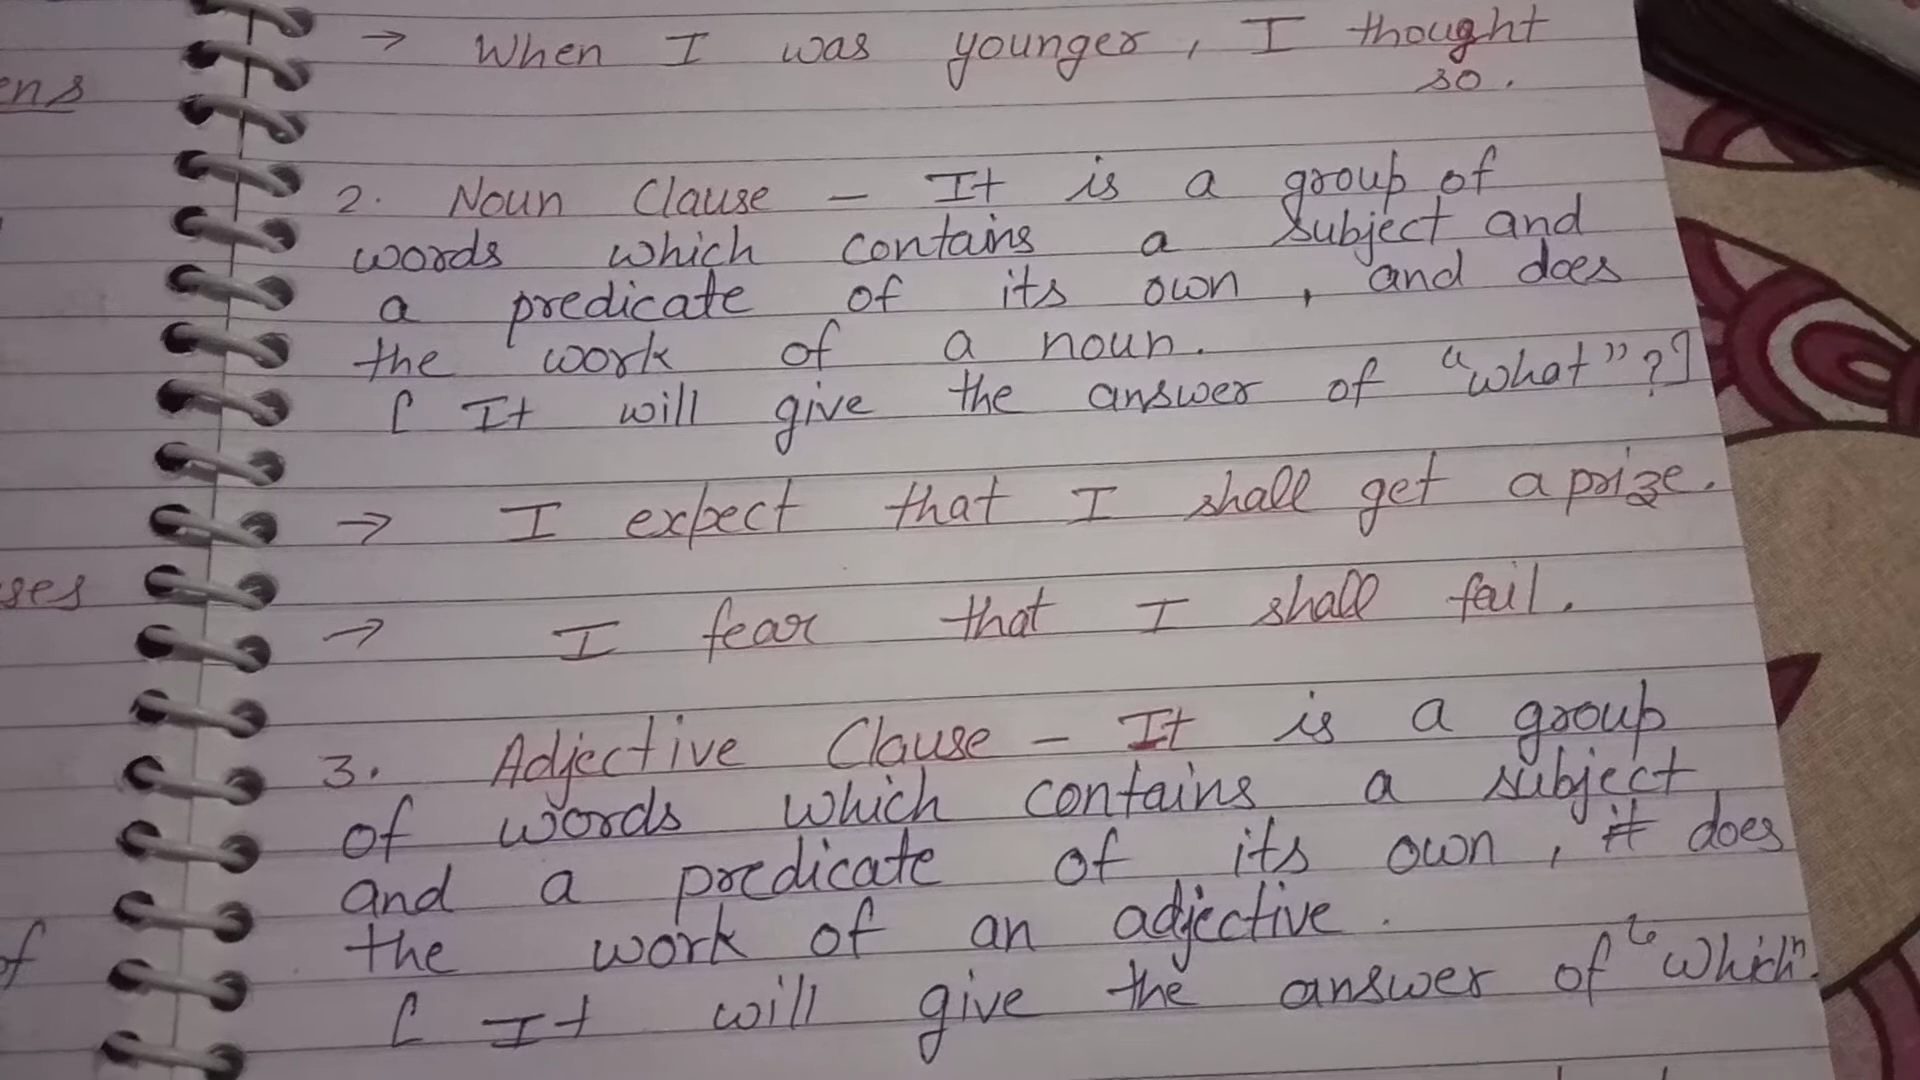 → When I was younger, I thought
so.
ens
2. Noun Clause - It is a group of
words which contains a subject and
a predicate of its own, and does
the work of a noun.
[ It will give the answer of "what"?]
→ I expect that I shall get a prize.
ses
→ I fear that I shall fail.
3. Adjective Clause - It is a group
of words which contains a subject
and a predicate of its own, it does
the work of an adjective.
of
[ It will give the answer of "which".